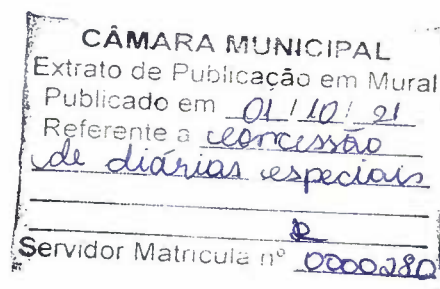 CÂMARA MUNICIPAL
Extrato de Publicação em Mural
Publicado em 01/10/21
Referente a concessão
de diárias especiais
Servidor Matricula nº 0000280